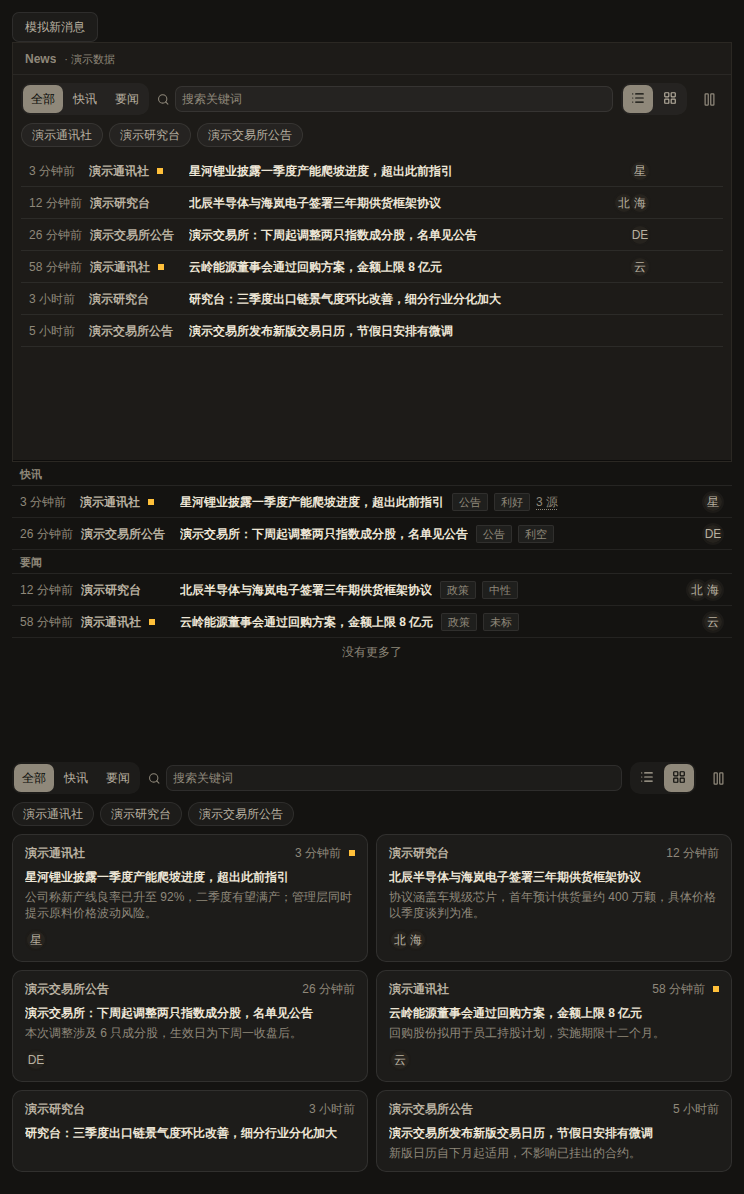 模拟新消息
News · 演示数据
全部 快讯 要闻 搜索关键词
演示通讯社 演示研究台 演示交易所公告
3 分钟前 演示通讯社 星河锂业披露一季度产能爬坡进度，超出此前指引 星
12 分钟前 演示研究台 北辰半导体与海岚电子签署三年期供货框架协议 北 海
26 分钟前 演示交易所公告 演示交易所：下周起调整两只指数成分股，名单见公告 DE
58 分钟前 演示通讯社 云岭能源董事会通过回购方案，金额上限 8 亿元 云
3 小时前 演示研究台 研究台：三季度出口链景气度环比改善，细分行业分化加大
5 小时前 演示交易所公告 演示交易所发布新版交易日历，节假日安排有微调
快讯
3 分钟前 演示通讯社 星河锂业披露一季度产能爬坡进度，超出此前指引 公告 利好 3 源 星
26 分钟前 演示交易所公告 演示交易所：下周起调整两只指数成分股，名单见公告 公告 利空 DE
要闻
12 分钟前 演示研究台 北辰半导体与海岚电子签署三年期供货框架协议 政策 中性 北 海
58 分钟前 演示通讯社 云岭能源董事会通过回购方案，金额上限 8 亿元 政策 未标 云
没有更多了
全部 快讯 要闻 搜索关键词
演示通讯社 演示研究台 演示交易所公告
演示通讯社 3 分钟前
星河锂业披露一季度产能爬坡进度，超出此前指引
公司称新产线良率已升至 92%，二季度有望满产；管理层同时
提示原料价格波动风险。
星
演示研究台 12 分钟前
北辰半导体与海岚电子签署三年期供货框架协议
协议涵盖车规级芯片，首年预计供货量约 400 万颗，具体价格
以季度谈判为准。
北 海
演示交易所公告 26 分钟前
演示交易所：下周起调整两只指数成分股，名单见公告
本次调整涉及 6 只成分股，生效日为下周一收盘后。
DE
演示通讯社 58 分钟前
云岭能源董事会通过回购方案，金额上限 8 亿元
回购股份拟用于员工持股计划，实施期限十二个月。
云
演示研究台 3 小时前
研究台：三季度出口链景气度环比改善，细分行业分化加大
演示交易所公告 5 小时前
演示交易所发布新版交易日历，节假日安排有微调
新版日历自下月起适用，不影响已挂出的合约。